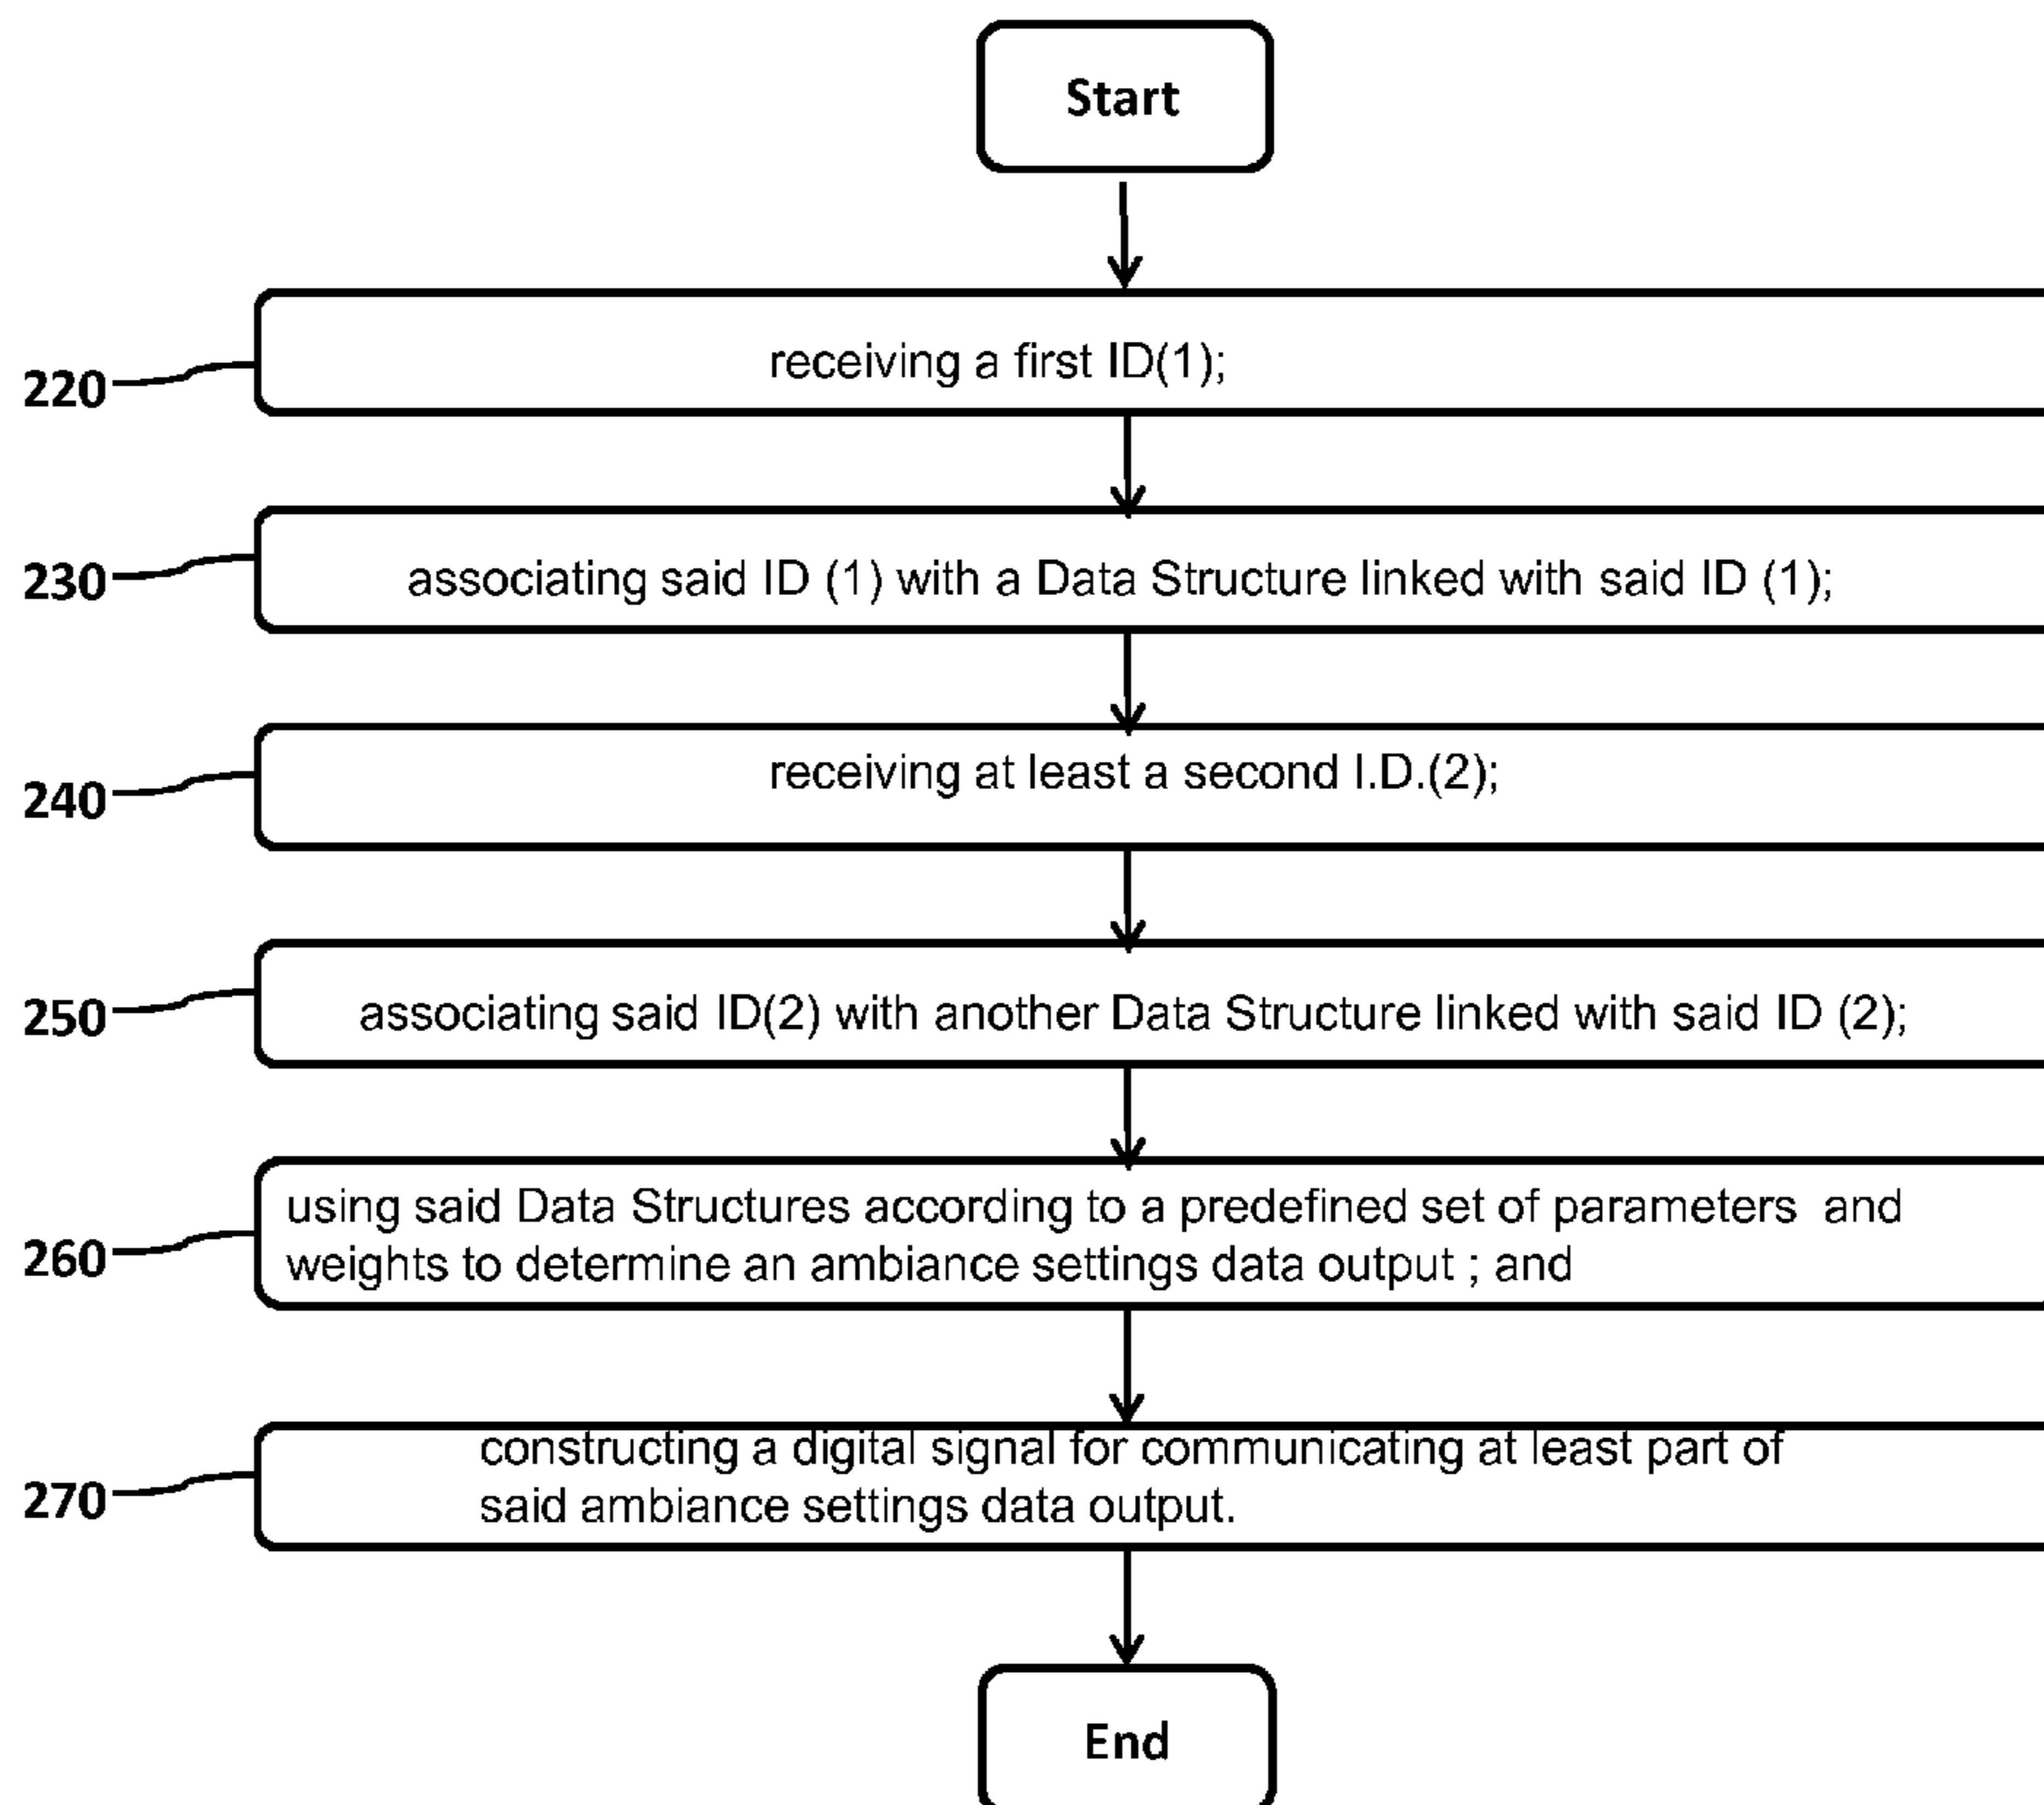 Start
220
receiving a first ID(1);
230
associating said ID (1) with a Data Structure linked with said ID (1);
240
receiving at least a second I.D.(2);
250
associating said ID(2) with another Data Structure linked with said ID (2);
260
using said Data Structures according to a predefined set of parameters and
weights to determine an ambiance settings data output ; and
270
constructing a digital signal for communicating at least part of
said ambiance settings data output.
End